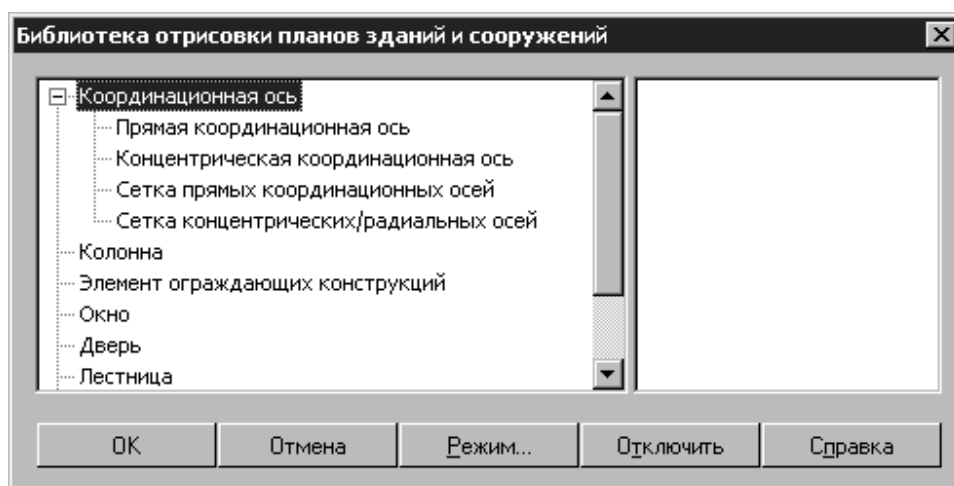 Библиотека отрисовки планов зданий и сооружений
Координационная ось
Прямая координационная ось
Концентрическая координационная ось
Сетка прямых координационных осей
Сетка концентрических/радиальных осей
Колонна
Элемент ограждающих конструкций
Окно
Дверь
Лестница
OK Отмена Режим... Отключить Справка